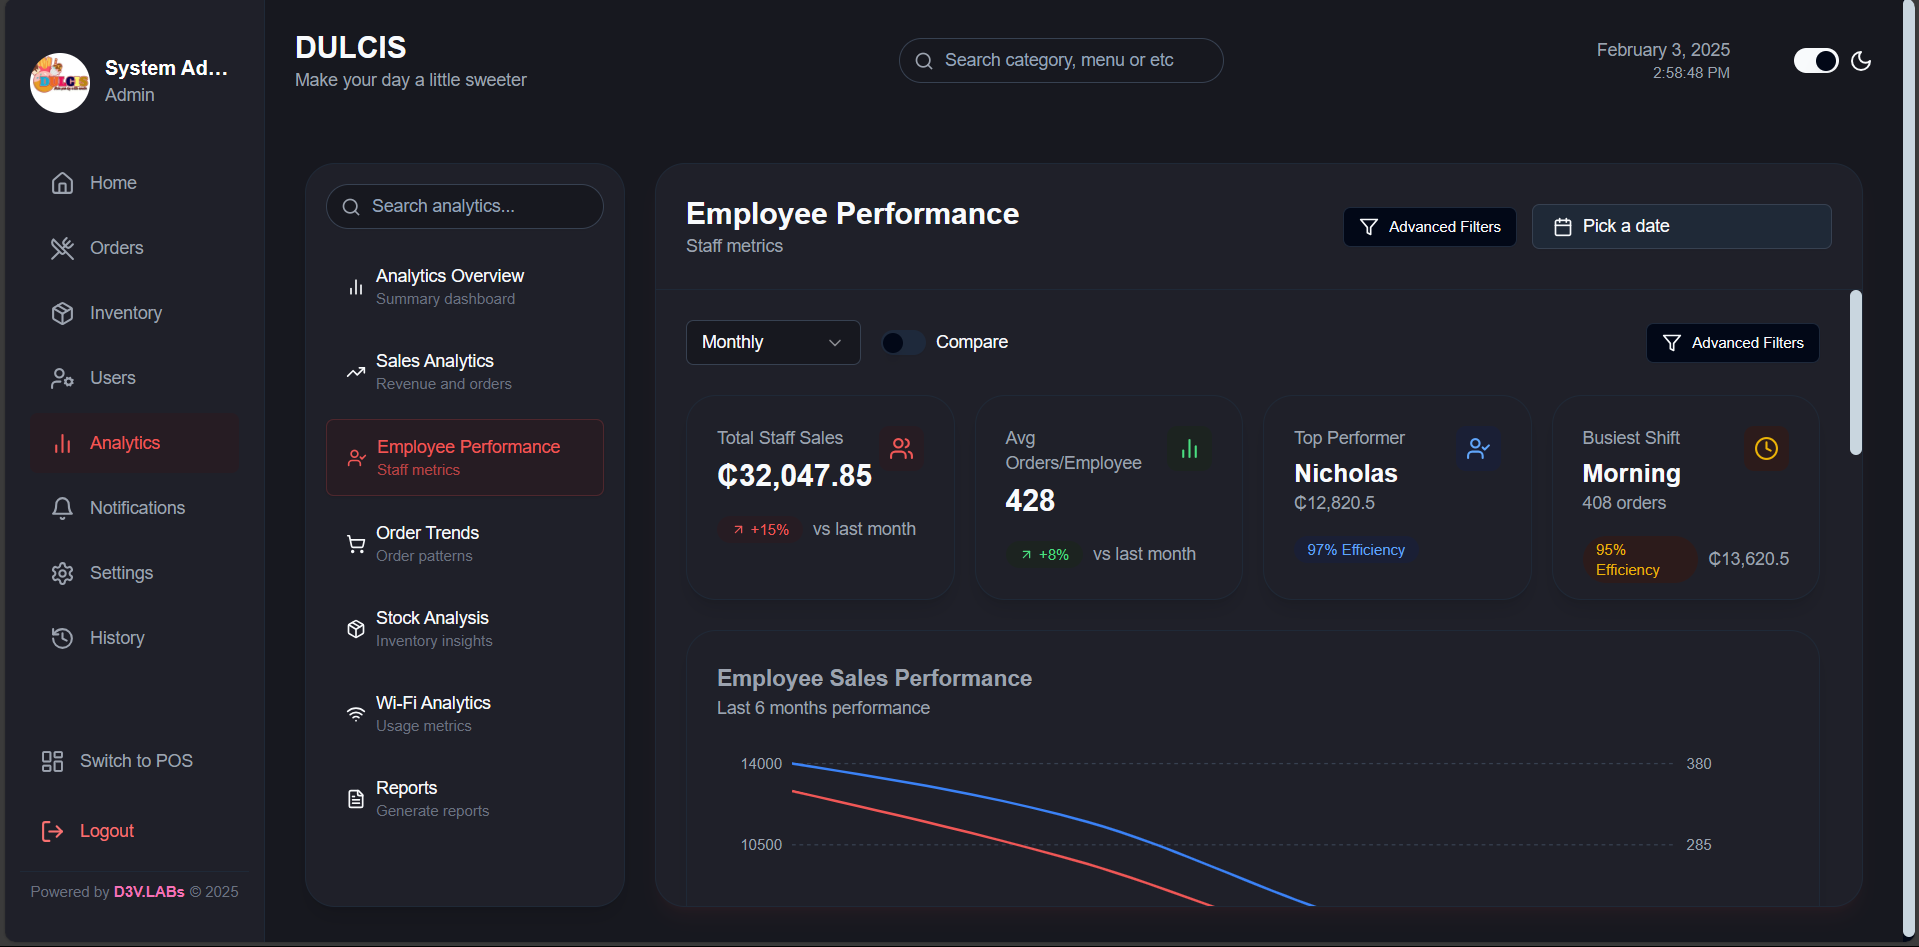 System Ad...
Admin
Home
Orders
Inventory
Users
Analytics
Notifications
Settings
History
Switch to POS
Logout
Powered by D3V.LABs © 2025
DULCIS
Make your day a little sweeter
Search category, menu or etc
February 3, 2025
2:58:48 PM
Search analytics...
Analytics Overview
Summary dashboard
Sales Analytics
Revenue and orders
Employee Performance
Staff metrics
Order Trends
Order patterns
Stock Analysis
Inventory insights
Wi-Fi Analytics
Usage metrics
Reports
Generate reports
Employee Performance
Staff metrics
Advanced Filters
Pick a date
Monthly
Compare
Advanced Filters
Total Staff Sales
₵32,047.85
+15% vs last month
Avg
Orders/Employee
428
+8% vs last month
Top Performer
Nicholas
₵12,820.5
97% Efficiency
Busiest Shift
Morning
408 orders
95%
Efficiency
₵13,620.5
Employee Sales Performance
Last 6 months performance
14000
380
10500
285